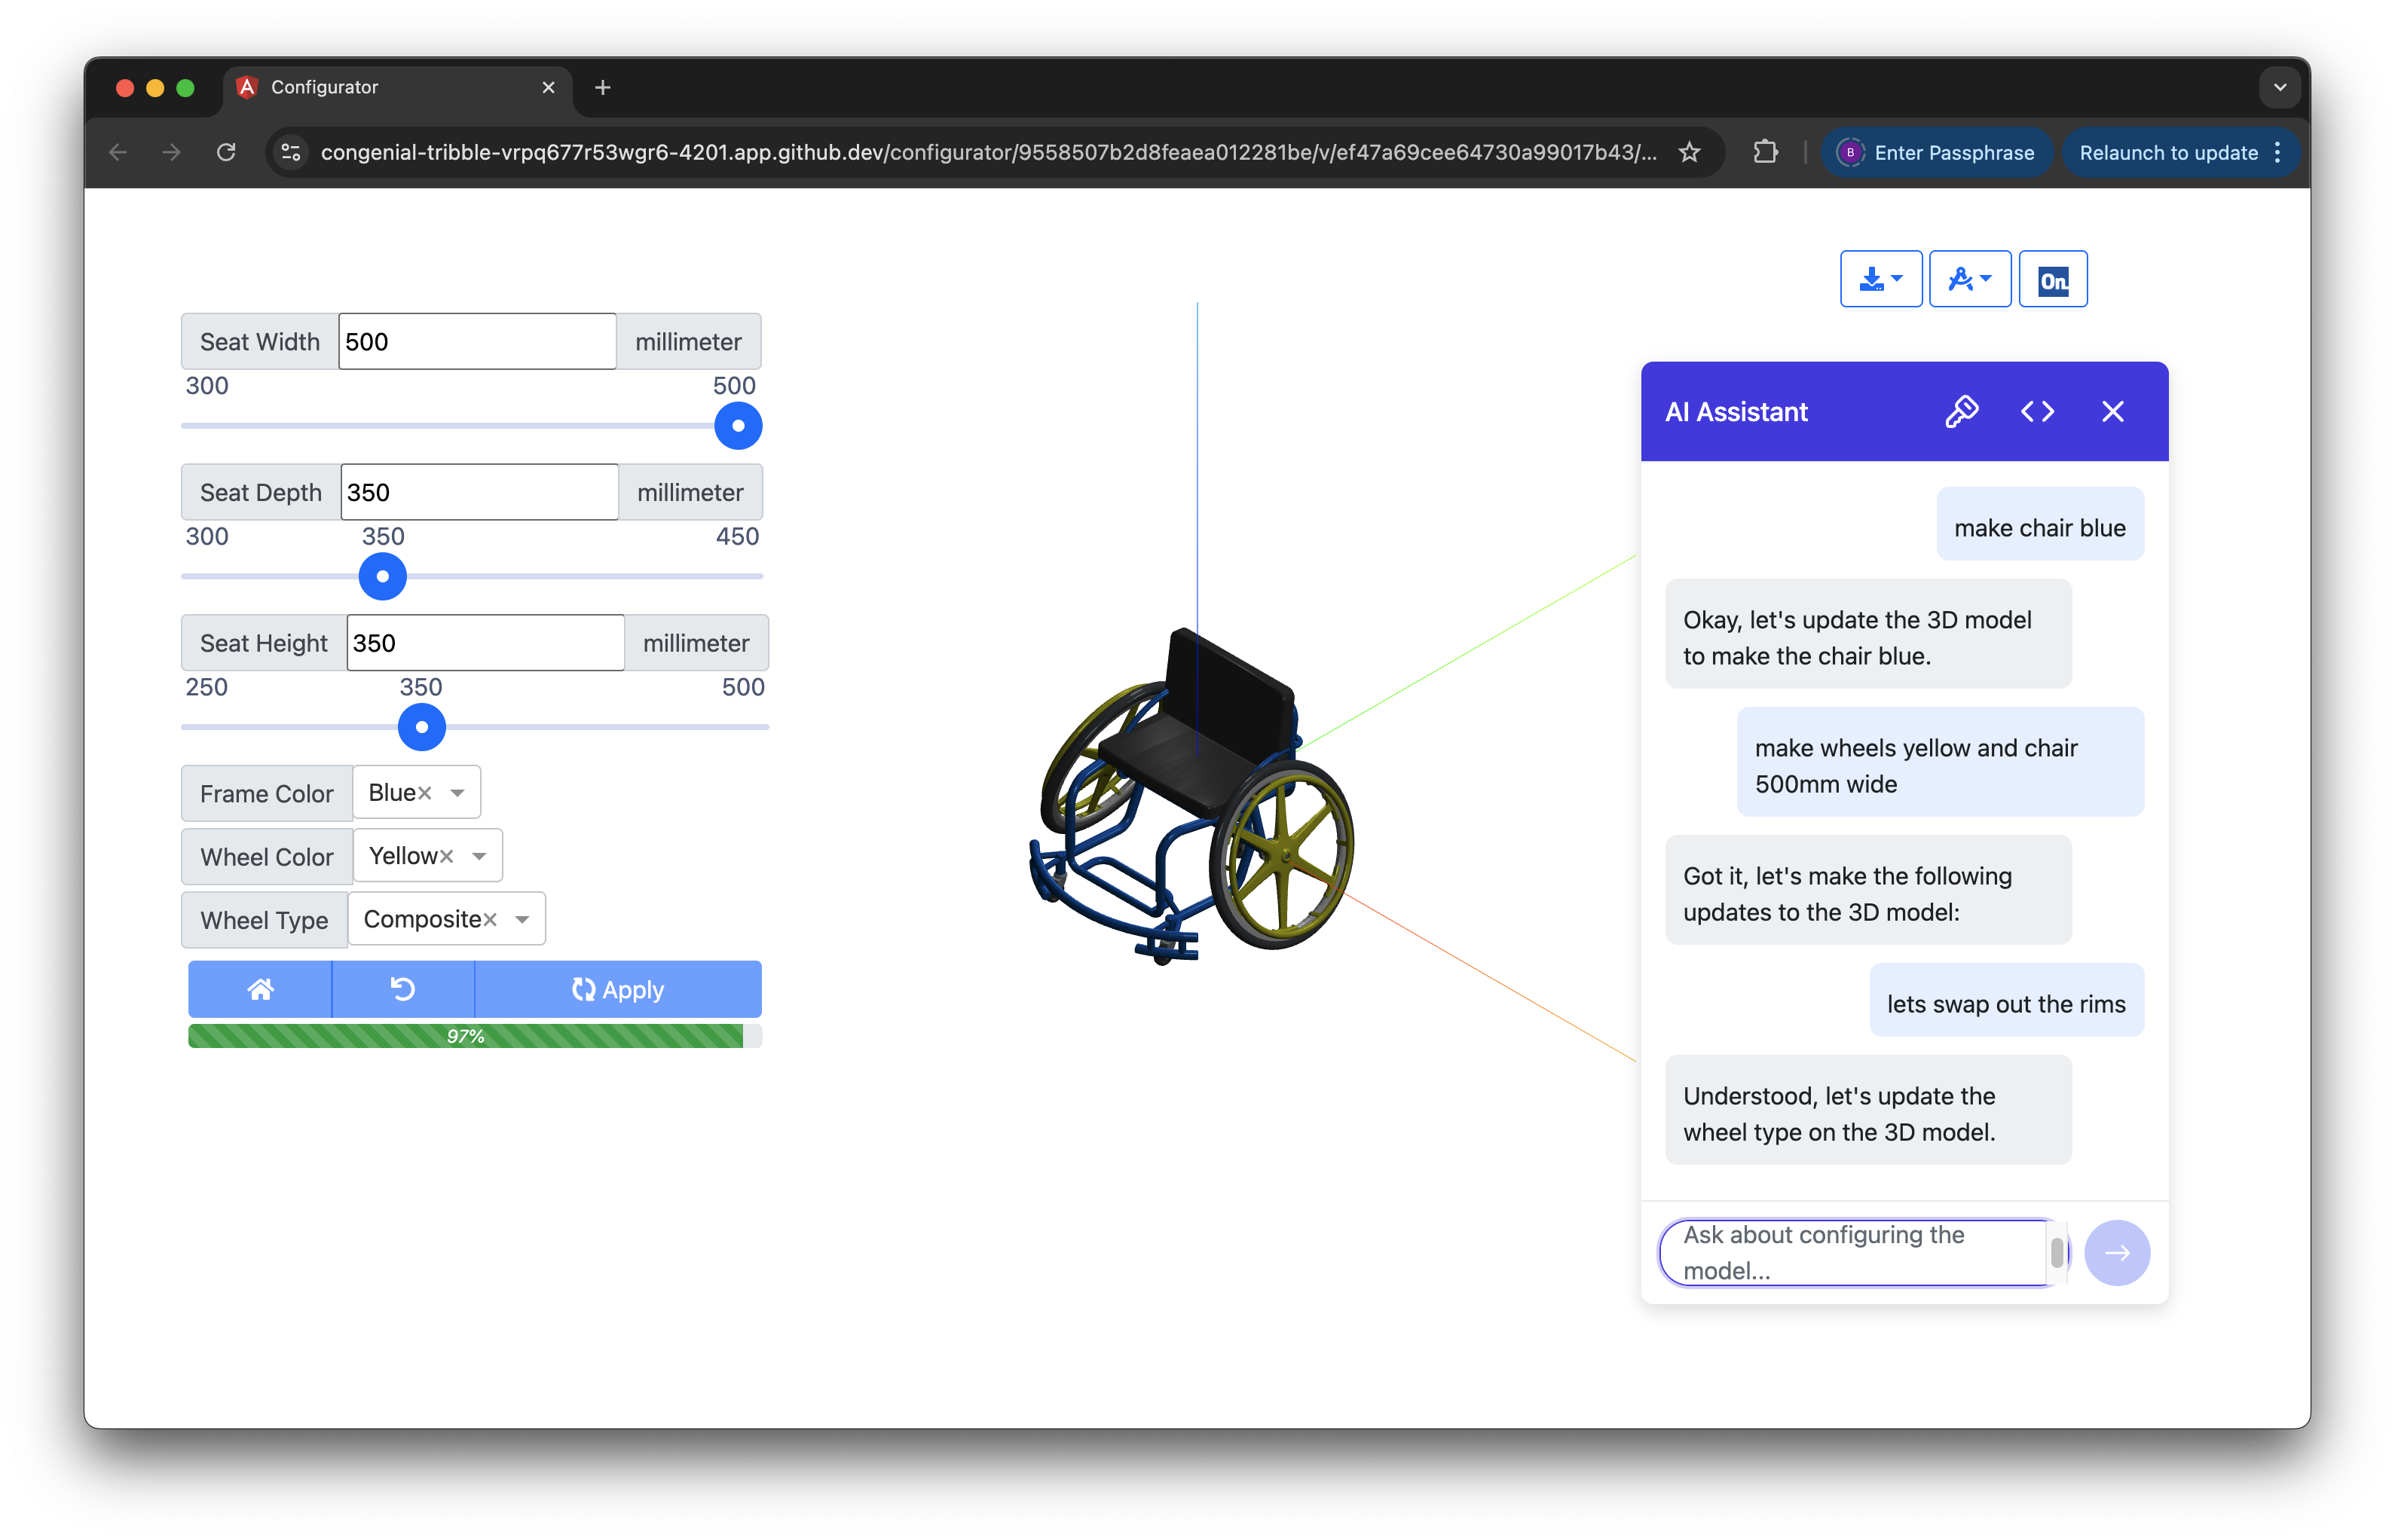 Configurator
congenial-tribble-vrpq677r53wgr6-4201.app.github.dev/configurator/9558507b2d8feaea012281be/v/ef47a69cee64730a99017b43/...
B
Enter Passphrase
Relaunch to update
On
Seat Width
500
millimeter
300
500
Seat Depth
350
millimeter
300
350
450
Seat Height
350
millimeter
250
350
500
Frame Color
Blue×
Wheel Color
Yellow×
Wheel Type
Composite×
Apply
97%
AI Assistant
make chair blue
Okay, let's update the 3D model
to make the chair blue.
make wheels yellow and chair
500mm wide
Got it, let's make the following
updates to the 3D model:
lets swap out the rims
Understood, let's update the
wheel type on the 3D model.
Ask about configuring the
model...